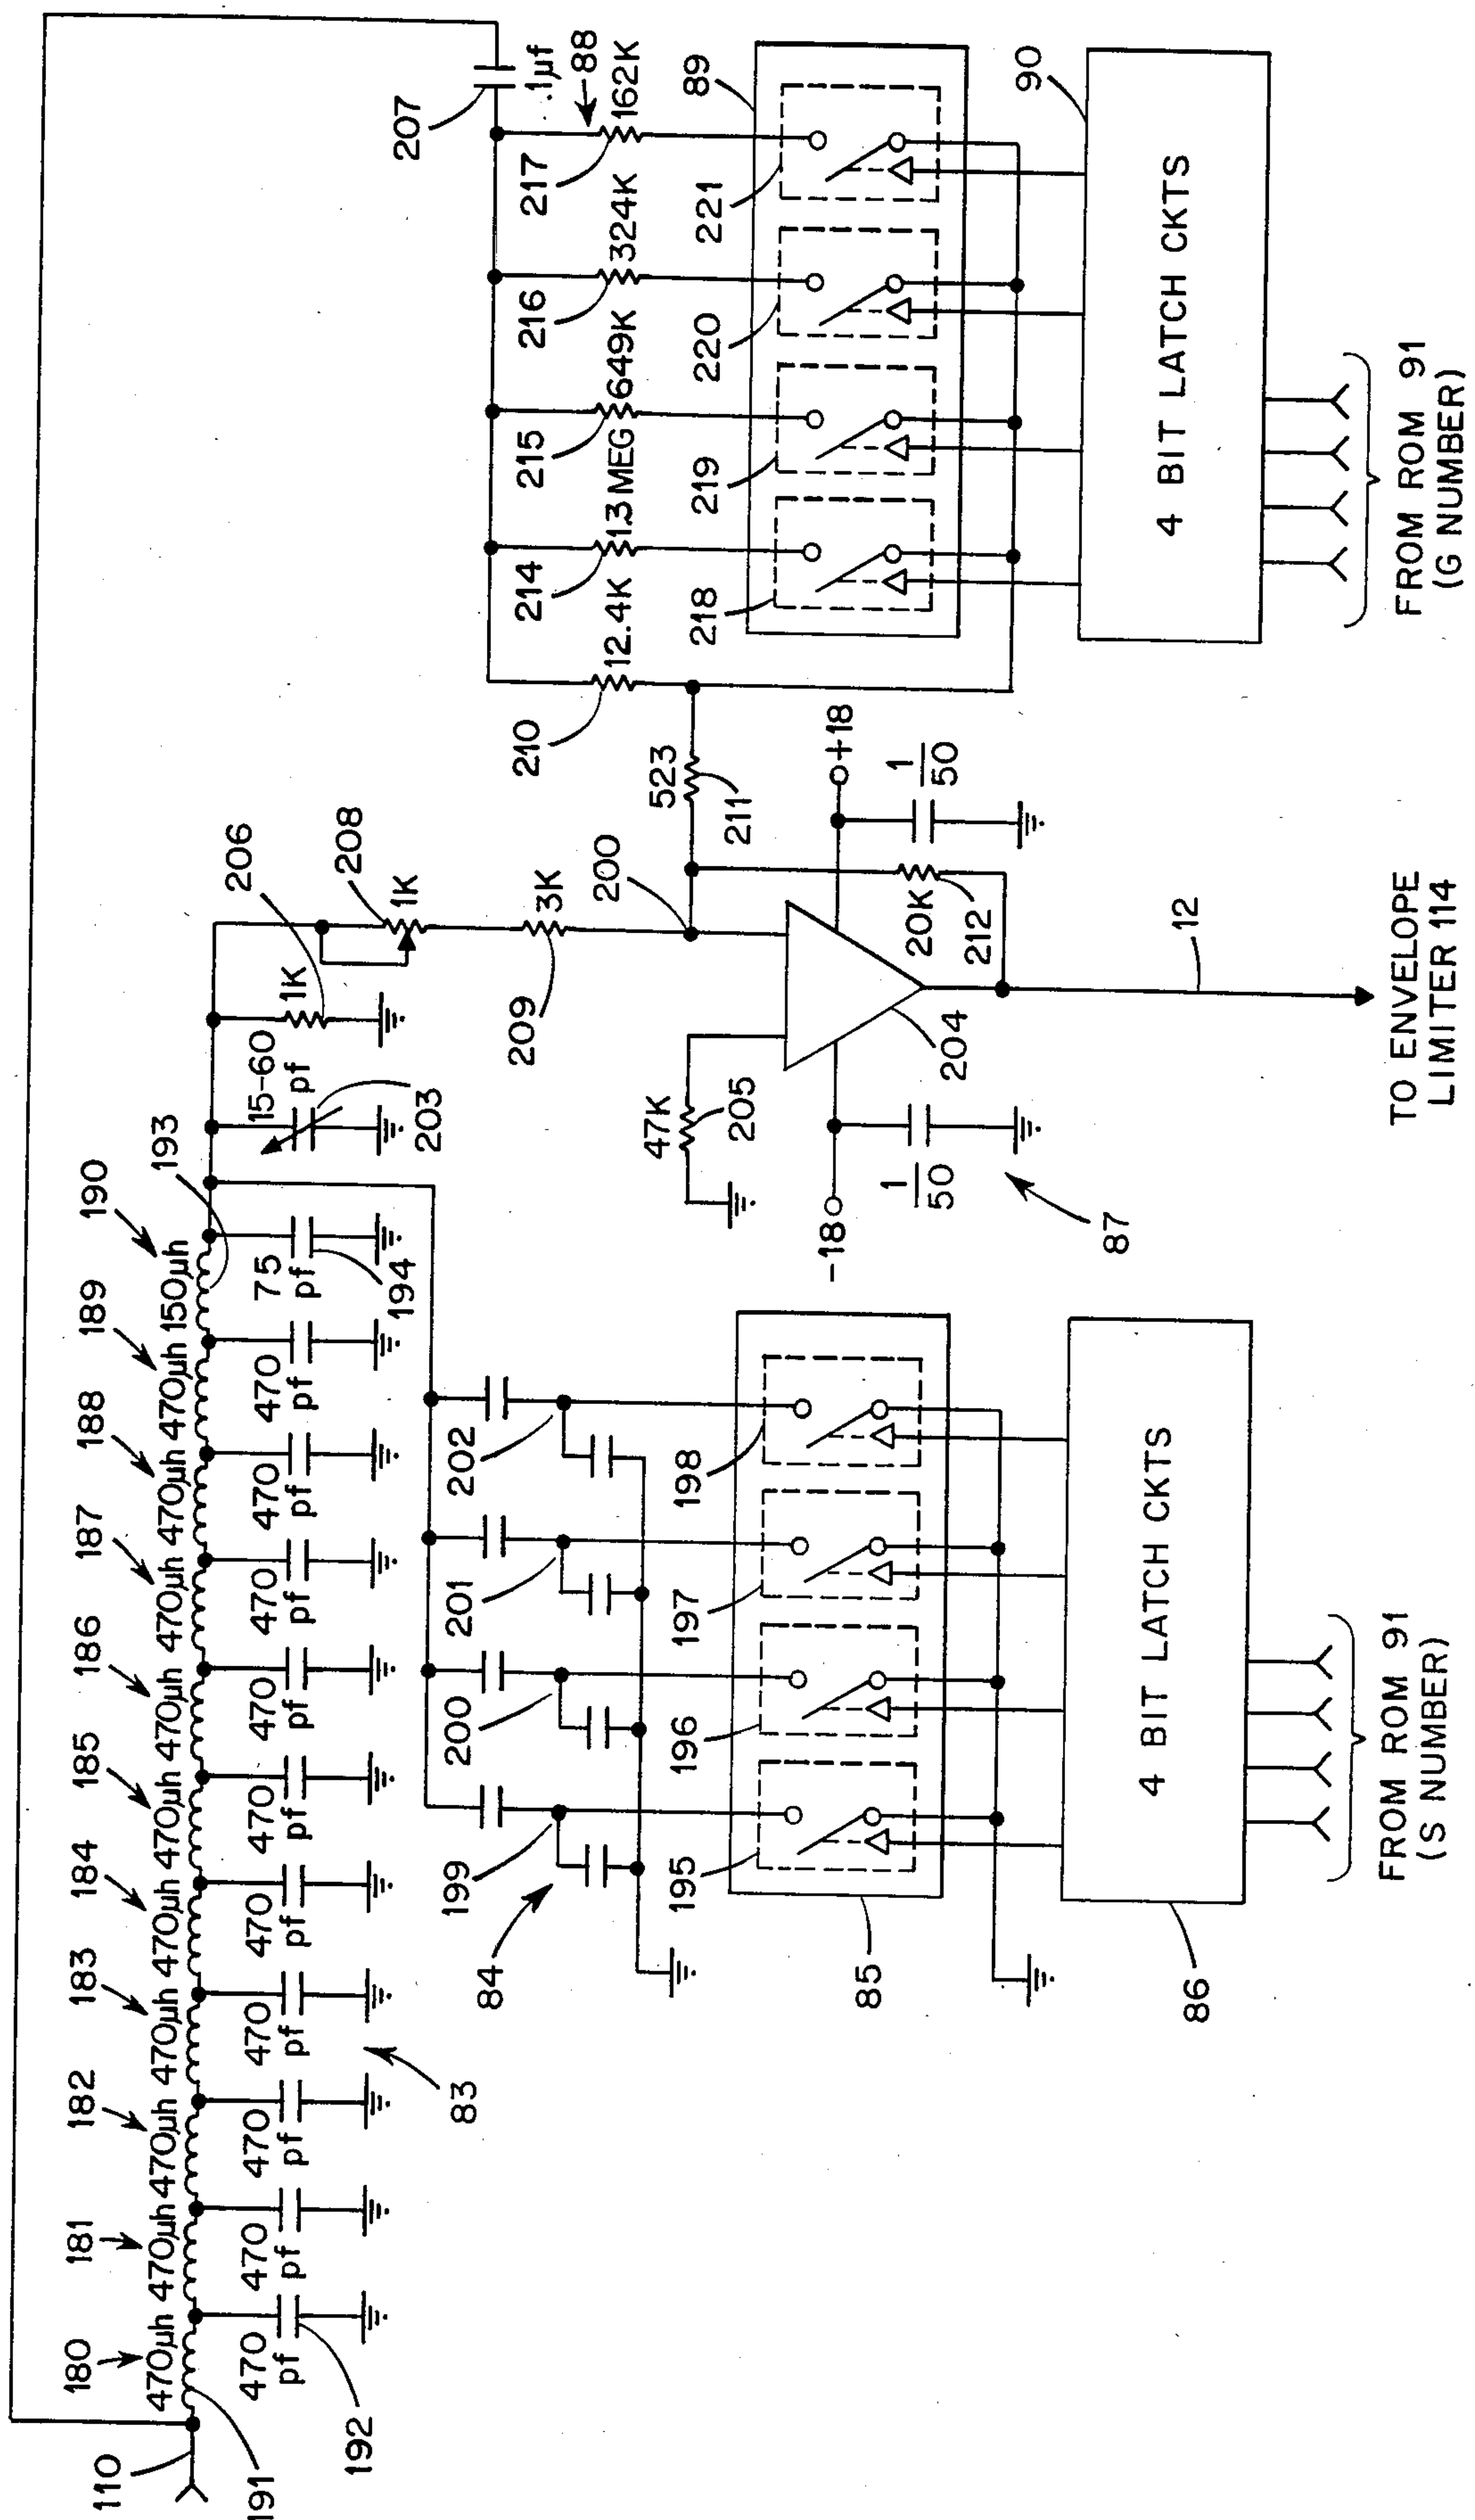 180
181
182
183
184
185
186
187
188
189
190
470µh
470µh
470µh
470µh
470µh
470µh
470µh
470µh
470µh
470µh
150µh
193
110
191
470 pf
470 pf
470 pf
470 pf
470 pf
470 pf
470 pf
470 pf
470 pf
470 pf
75 pf
192
194
83
15-60 pf
203
1K
206
208
1K
3K
209
200
207
.1µf
88
210
12.4K
214
1.3 MEG
215
649K
216
324K
217
162K
84
199
200
201
202
47K
205
204
523
211
20K
212
-18
+18
1/50
1/50
87
12
TO ENVELOPE
LIMITER 114
85
195
196
197
198
86
4 BIT LATCH CKTS
FROM ROM 91
(S NUMBER)
218
219
220
221
89
90
4 BIT LATCH CKTS
FROM ROM 91
(G NUMBER)